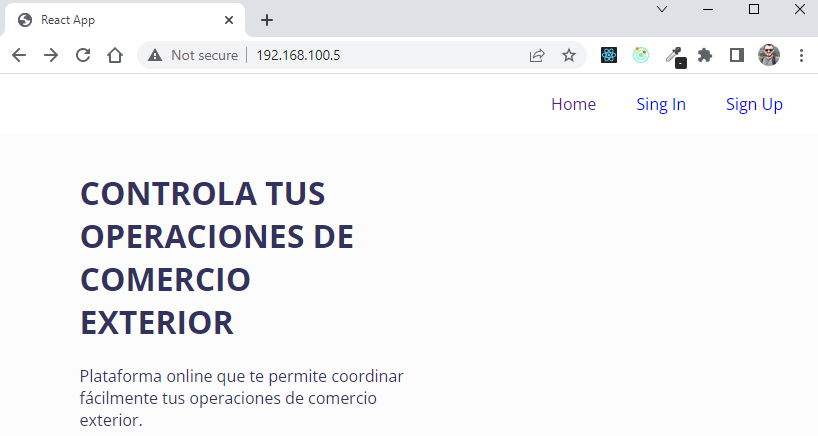 React App
Not secure
192.168.100.5
Home Sing In Sign Up
CONTROLA TUS
OPERACIONES DE
COMERCIO
EXTERIOR
Plataforma online que te permite coordinar
fácilmente tus operaciones de comercio
exterior.